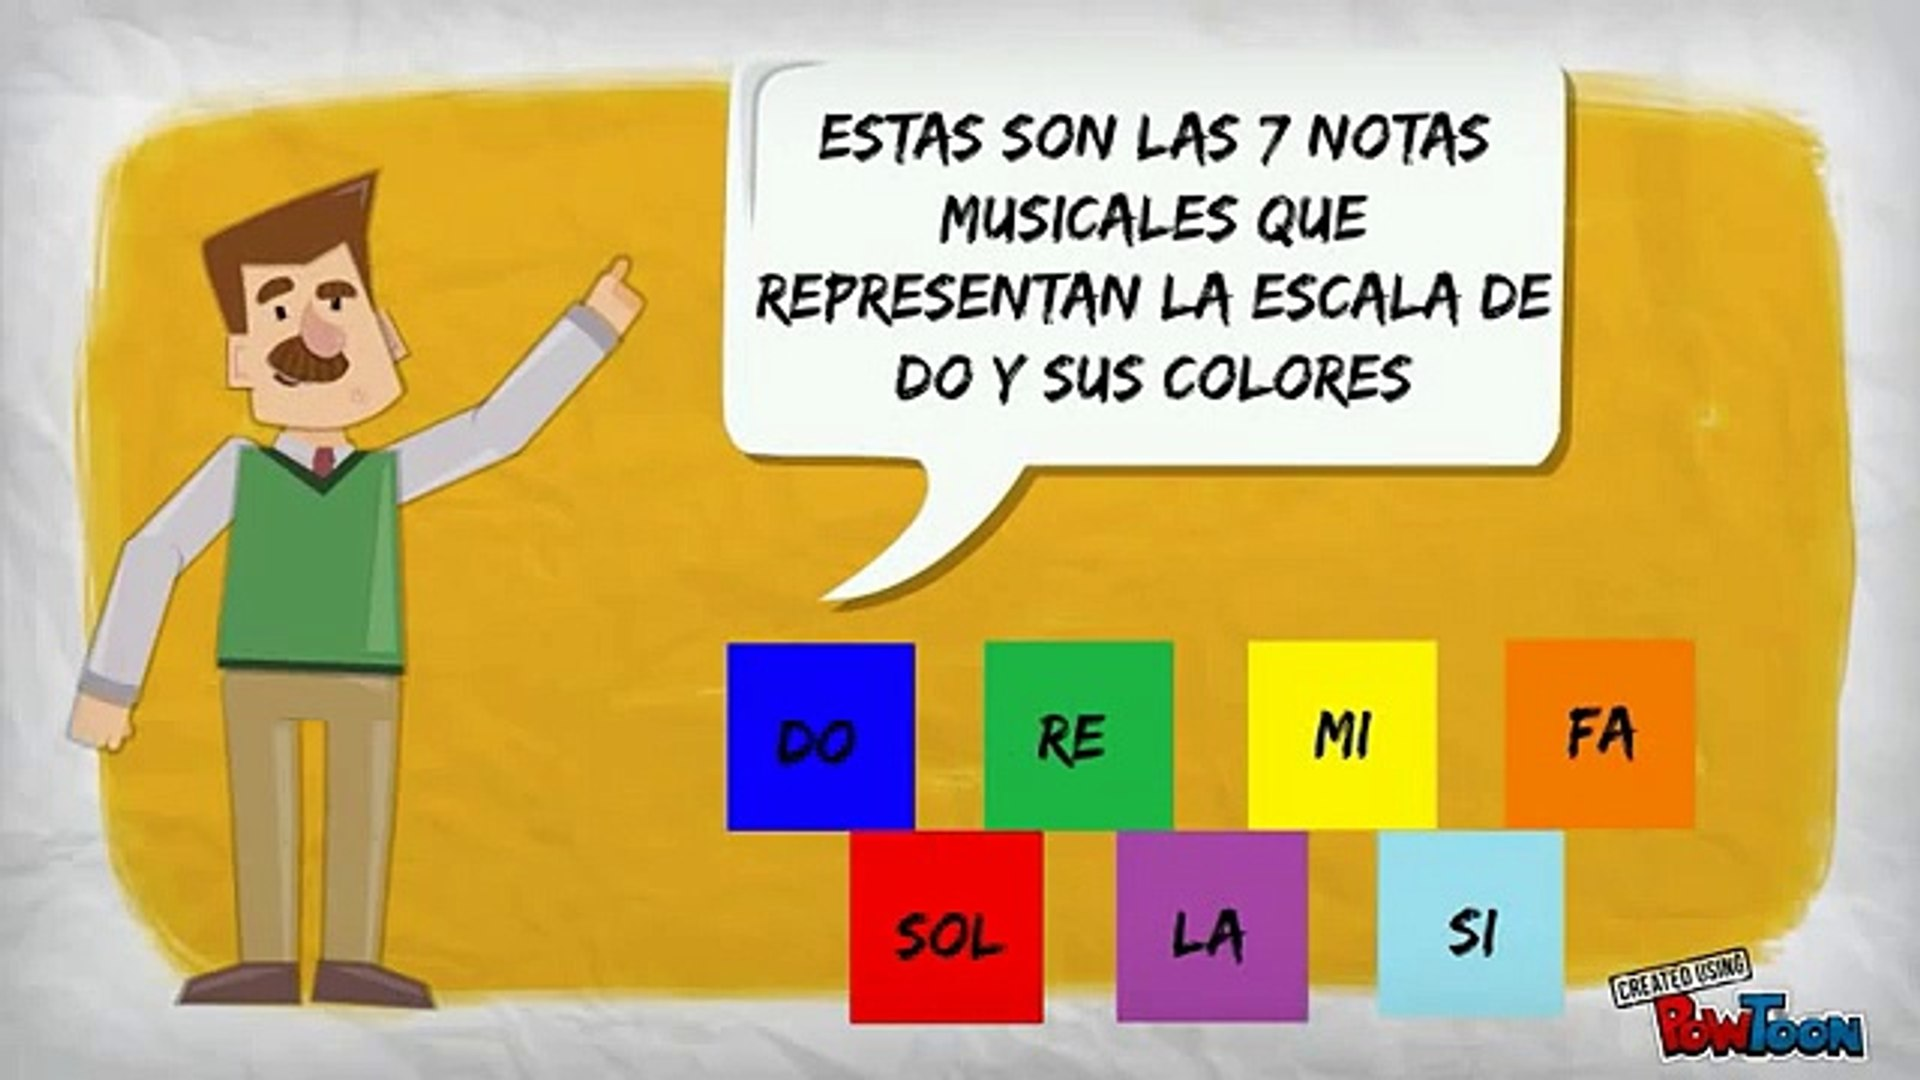 ESTAS SON LAS 7 NOTAS
MUSICALES QUE
REPRESENTAN LA ESCALA DE
DO Y SUS COLORES
DO RE MI FA
SOL LA SI
CREATED USING
POWTOON